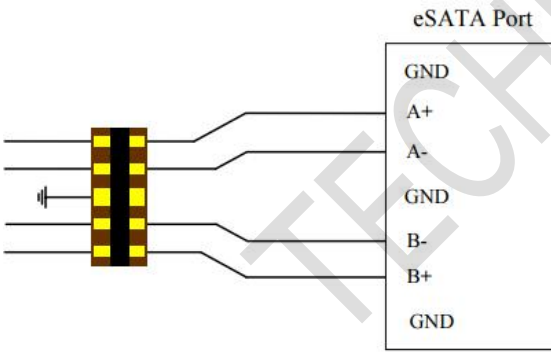 eSATA Port
GND
A+
A-
GND
B-
B+
GND
TECH